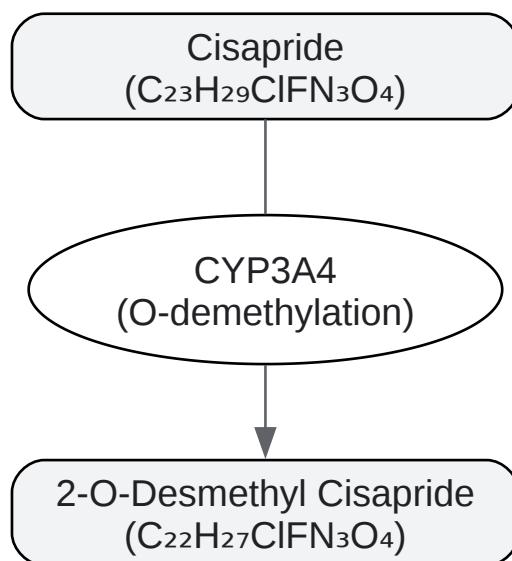 Cisapride
(C₂₃H₂₉ClFN₃O₄)
CYP3A4
(O-demethylation)
2-O-Desmethyl Cisapride
(C₂₂H₂₇ClFN₃O₄)